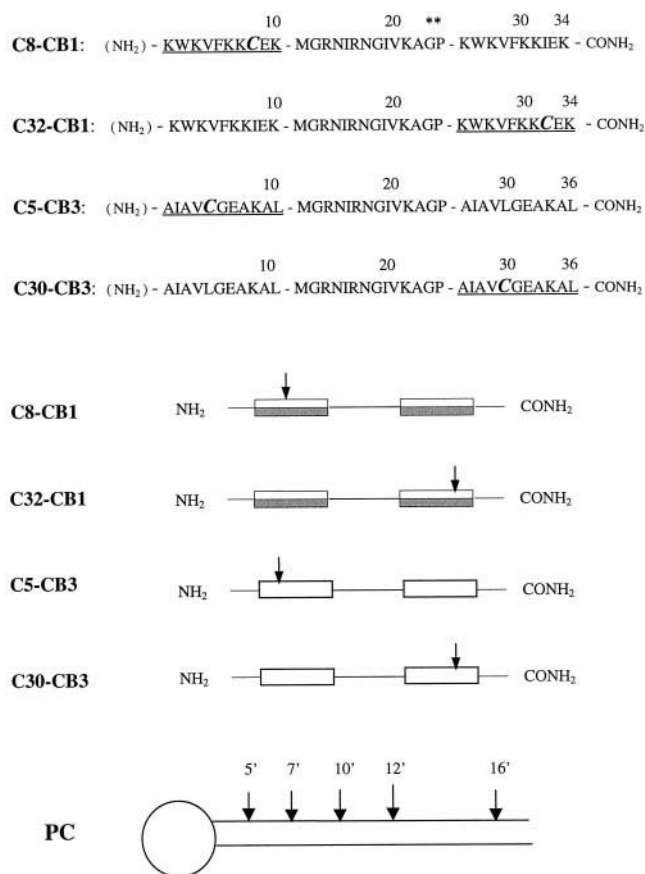 10 20 ** 30 34
C8-CB1: (NH₂) - KWKVFKKCEK - MGRNIRNGIVKAGP - KWKVFKKIEK - CONH₂
10 20 30 34
C32-CB1: (NH₂) - KWKVFKKIEK - MGRNIRNGIVKAGP - KWKVFKKCEK - CONH₂
10 20 30 36
C5-CB3: (NH₂) - AIAVCGEAKAL - MGRNIRNGIVKAGP - AIAVLGEAKAL - CONH₂
10 20 30 36
C30-CB3: (NH₂) - AIAVLGEAKAL - MGRNIRNGIVKAGP - AIAVCGEAKAL - CONH₂
C8-CB1 NH₂ CONH₂
C32-CB1 NH₂ CONH₂
C5-CB3 NH₂ CONH₂
C30-CB3 NH₂ CONH₂
5' 7' 10' 12' 16'
PC